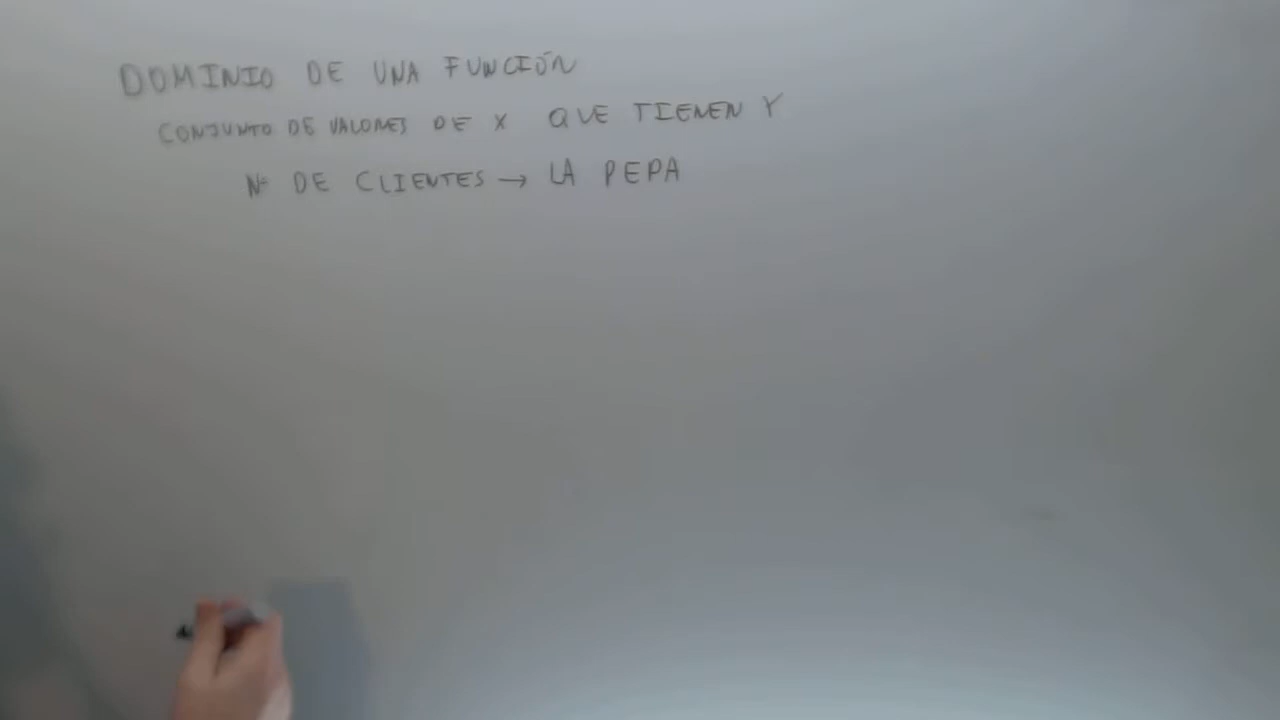 DOMINIO DE UNA FUNCIÓN
CONJUNTO DE VALORES DE X QUE TIENEN Y
Nº DE CLIENTES → LA PEPA